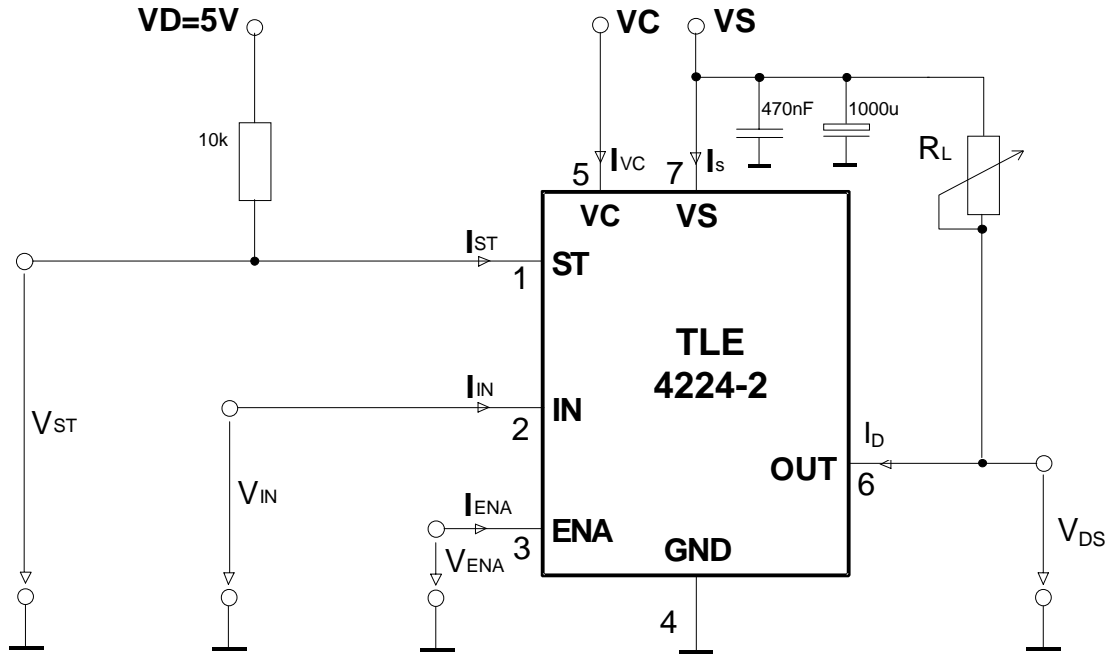 VD=5V
VC
VS
10k
470nF
1000u
RL
IVC
Is
5
7
VC
VS
IST
1
ST
TLE
4224-2
IIN
2
IN
VST
ID
OUT
6
VIN
IENA
3
ENA
VENA
GND
VDS
4